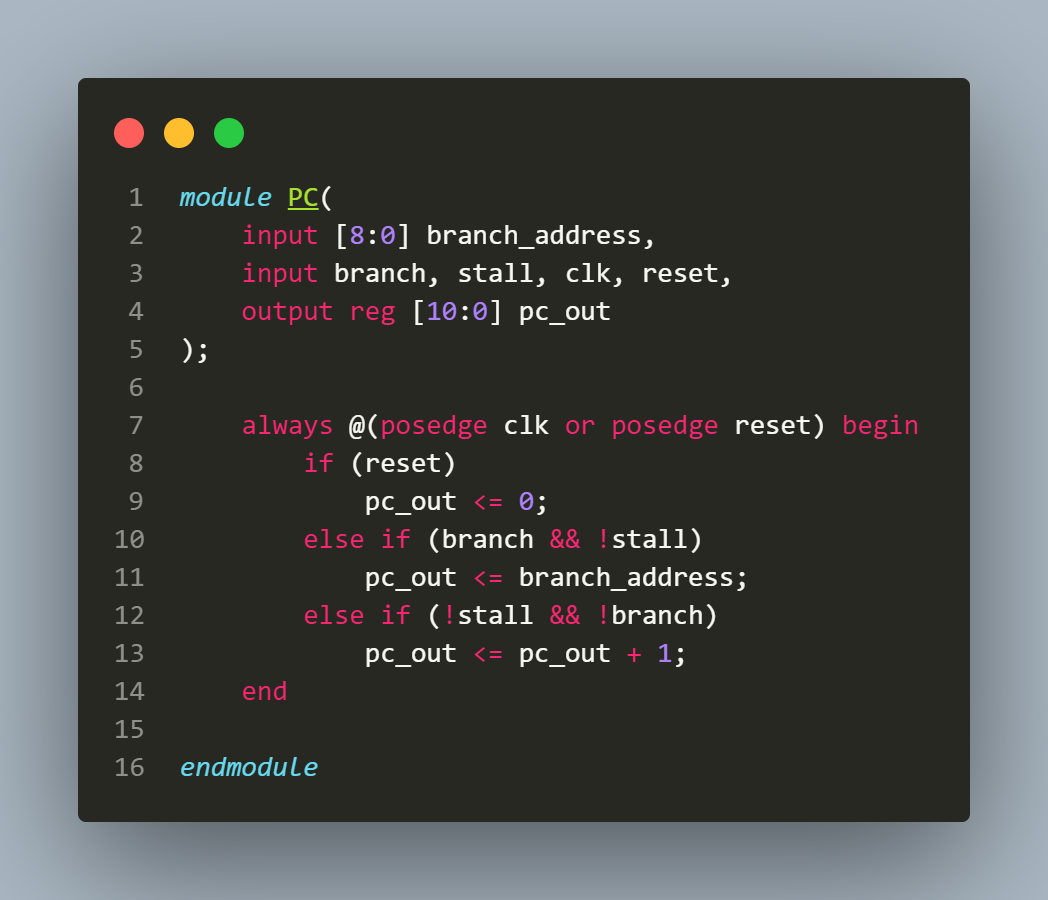 1 module PC(
2     input [8:0] branch_address,
3     input branch, stall, clk, reset,
4     output reg [10:0] pc_out
5 );
6
7     always @(posedge clk or posedge reset) begin
8         if (reset)
9             pc_out <= 0;
10         else if (branch && !stall)
11             pc_out <= branch_address;
12         else if (!stall && !branch)
13             pc_out <= pc_out + 1;
14     end
15
16 endmodule